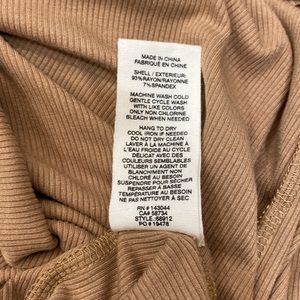 MADE IN CHINA
FABRIQUÉ EN CHINE
SHELL / EXTERIEUR:
93%RAYON/RAYONNE
7%SPANDEX
MACHINE WASH COLD
GENTLE CYCLE WASH
WITH LIKE COLORS
ONLY NON CHLORINE
BLEACH WHEN NEEDED
HANG TO DRY
COOL IRON IF NEEDED
DO NOT DRY CLEAN
LAVER À LA MACHINE À
L'EAU FROIDE AU CYCLE
DÉLICAT AVEC DES
COULEURS SEMBLABLES
UTILISER UN AGENT DE
BLANCHIMENT NON
CHLORÉ AU BESOIN
SUSPENDRE POUR SÉCHER
REPASSER À BASSE
TEMPÉRATURE AU BESOIN
NE PAS NETTOYER À SEC
RN # 143044
CA# 58734
STYLE: 68912
PO # 19478